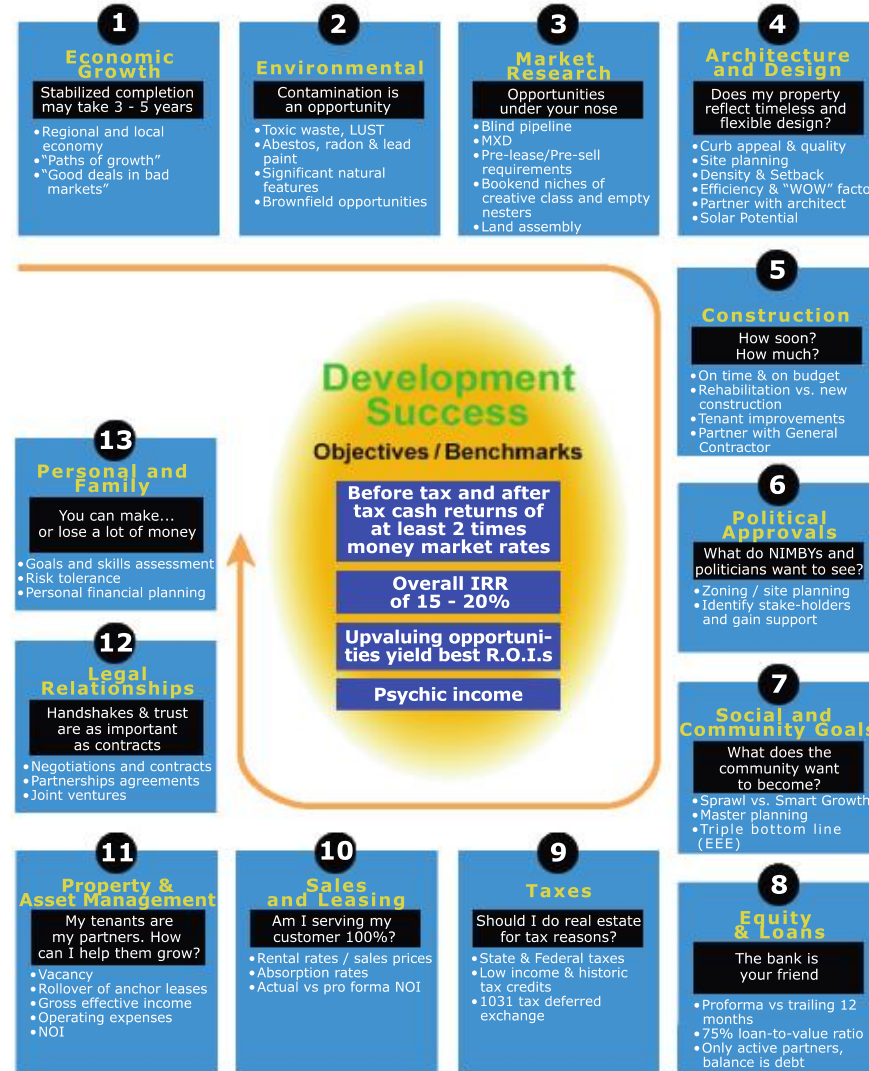 1
Economic
Growth
Stabilized completion
may take 3 - 5 years
•Regional and local
economy
•“Paths of growth”
•“Good deals in bad
markets”
2
Environmental
Contamination is
an opportunity
•Toxic waste, LUST
•Abestos, radon & lead
paint
•Significant natural
features
•Brownfield opportunities
3
Market
Research
Opportunities
under your nose
•Blind pipeline
•MXD
•Pre-lease/Pre-sell
requirements
•Bookend niches of
creative class and empty
nesters
•Land assembly
4
Architecture
and Design
Does my property
reflect timeless and
flexible design?
•Curb appeal & quality
•Site planning
•Density & Setback
•Efficiency & “WOW” facto
•Partner with architect
•Solar Potential
5
Construction
How soon?
How much?
•On time & on budget
•Rehabilitation vs. new
construction
•Tenant improvements
•Partner with General
Contractor
6
Political
Approvals
What do NIMBYs and
politicians want to see?
•Zoning / site planning
•Identify stake-holders
and gain support
7
Social and
Community Goals
What does the
community want
to become?
•Sprawl vs. Smart Growth
•Master planning
•Triple bottom line
(EEE)
8
Equity
& Loans
The bank is
your friend
•Proforma vs trailing 12
months
•75% loan-to-value ratio
•Only active partners,
balance is debt
9
Taxes
Should I do real estate
for tax reasons?
•State & Federal taxes
•Low income & historic
tax credits
•1031 tax deferred
exchange
10
Sales
and Leasing
Am I serving my
customer 100%?
•Rental rates / sales prices
•Absorption rates
•Actual vs pro forma NOI
11
Property &
Asset Management
My tenants are
my partners. How
can I help them grow?
•Vacancy
•Rollover of anchor leases
•Gross effective income
•Operating expenses
•NOI
12
Legal
Relationships
Handshakes & trust
are as important
as contracts
•Negotiations and contracts
•Partnerships agreements
•Joint ventures
13
Personal and
Family
You can make...
or lose a lot of money
•Goals and skills assessment
•Risk tolerance
•Personal financial planning
Development
Success
Objectives / Benchmarks
Before tax and after
tax cash returns of
at least 2 times
money market rates
Overall IRR
of 15 - 20%
Upvaluing opportuni-
ties yield best R.O.I.s
Psychic income